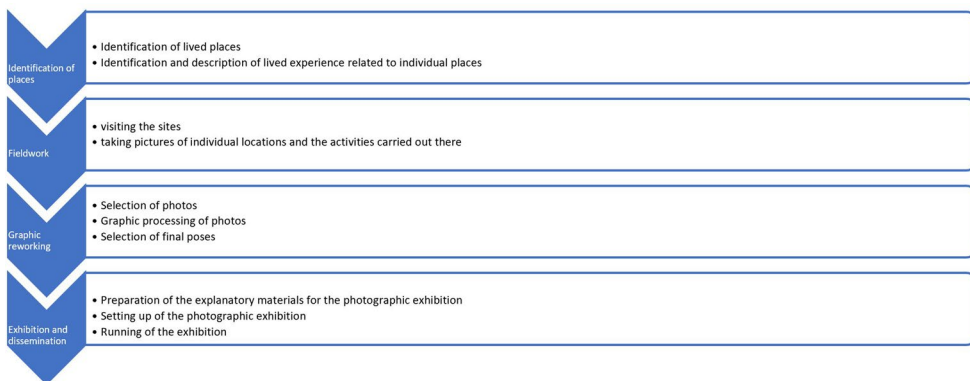 Identification of
places
• Identification of lived places
• Identification and description of lived experience related to individual places
Fieldwork
• visiting the sites
• taking pictures of individual locations and the activities carried out there
Graphic
reworking
• Selection of photos
• Graphic processing of photos
• Selection of final poses
Exhibition and
dissemination
• Preparation of the explanatory materials for the photographic exhibition
• Setting up of the photographic exhibition
• Running of the exhibition